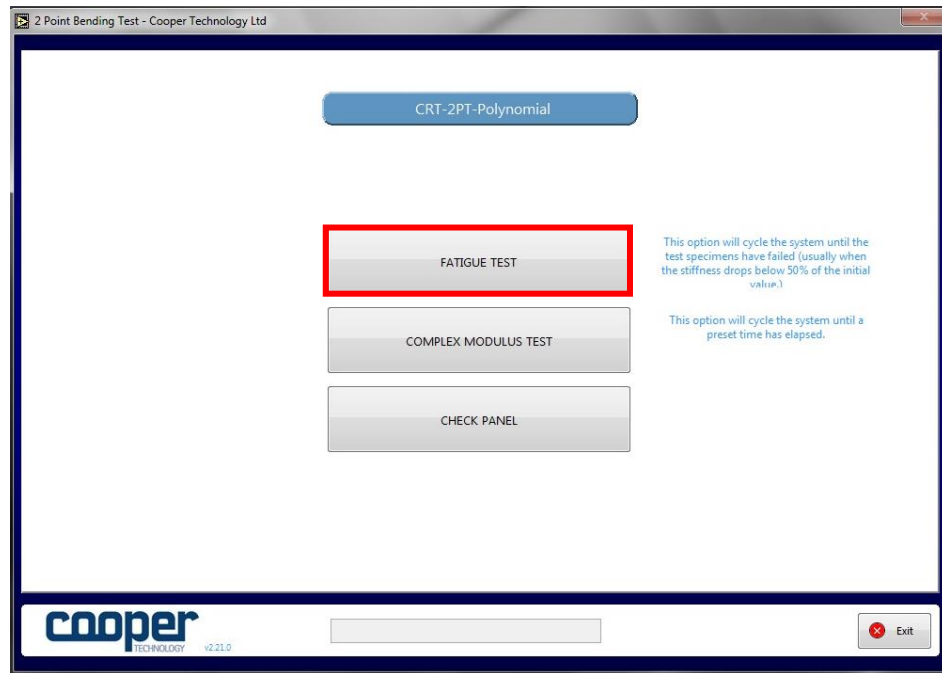 2 Point Bending Test - Cooper Technology Ltd
CRT-2PT-Polynomial
FATIGUE TEST
This option will cycle the system until the
test specimens have failed (usually when
the stiffness drops below 50% of the initial
value.)
COMPLEX MODULUS TEST
This option will cycle the system until a
preset time has elapsed.
CHECK PANEL
cooper
TECHNOLOGY
v2.21.0
Exit